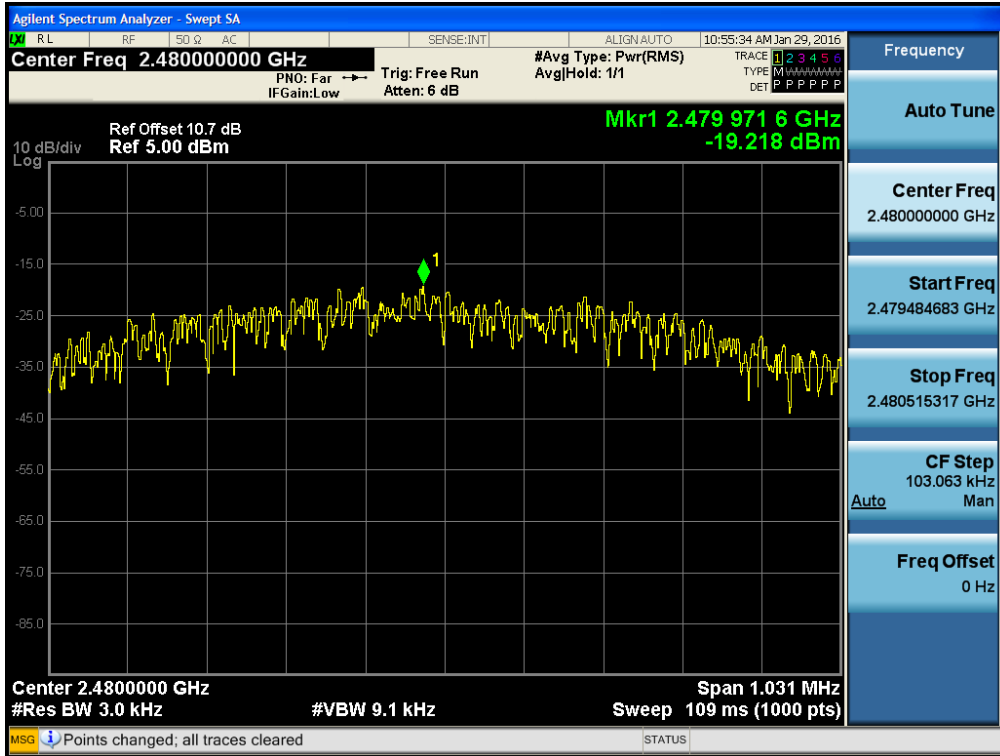 Agilent Spectrum Analyzer - Swept SA
LXI RL RF 50 Ω AC SENSE:INT ALIGN AUTO 10:55:34 AM Jan 29, 2016
Center Freq 2.480000000 GHz
PNO: Far
IFGain:Low
Trig: Free Run
Atten: 6 dB
#Avg Type: Pwr(RMS)
Avg|Hold: 1/1
TRACE 1 2 3 4 5 6
TYPE M WWWWW
DET P P P P P P
Frequency
Auto Tune
Center Freq
2.480000000 GHz
Start Freq
2.479484683 GHz
Stop Freq
2.480515317 GHz
CF Step
103.063 kHz
Auto Man
Freq Offset
0 Hz
Mkr1 2.479 971 6 GHz
-19.218 dBm
Ref Offset 10.7 dB
10 dB/div Ref 5.00 dBm
Log
1
-5.00
-15.0
-25.0
-35.0
-45.0
-55.0
-65.0
-75.0
-85.0
Center 2.4800000 GHz Span 1.031 MHz
#Res BW 3.0 kHz #VBW 9.1 kHz Sweep 109 ms (1000 pts)
MSG Points changed; all traces cleared STATUS